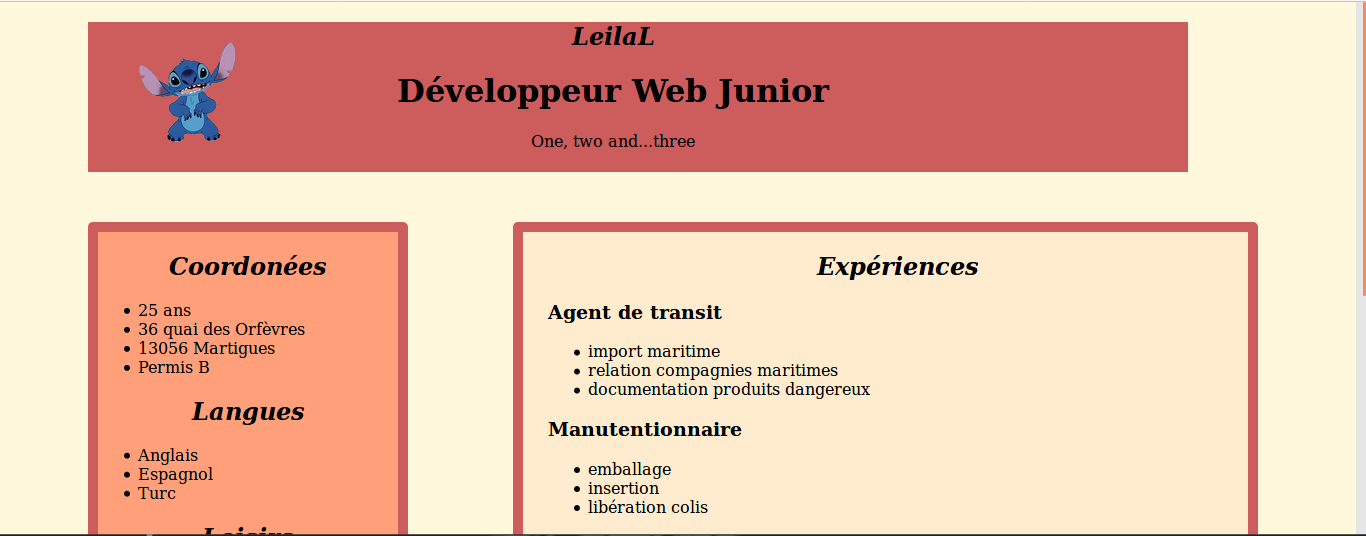 LeilaL
Développeur Web Junior
One, two and...three
Coordonées
25 ans
36 quai des Orfèvres
13056 Martigues
Permis B
Langues
Anglais
Espagnol
Turc
Loisirs
Expériences
Agent de transit
import maritime
relation compagnies maritimes
documentation produits dangereux
Manutentionnaire
emballage
insertion
libération colis